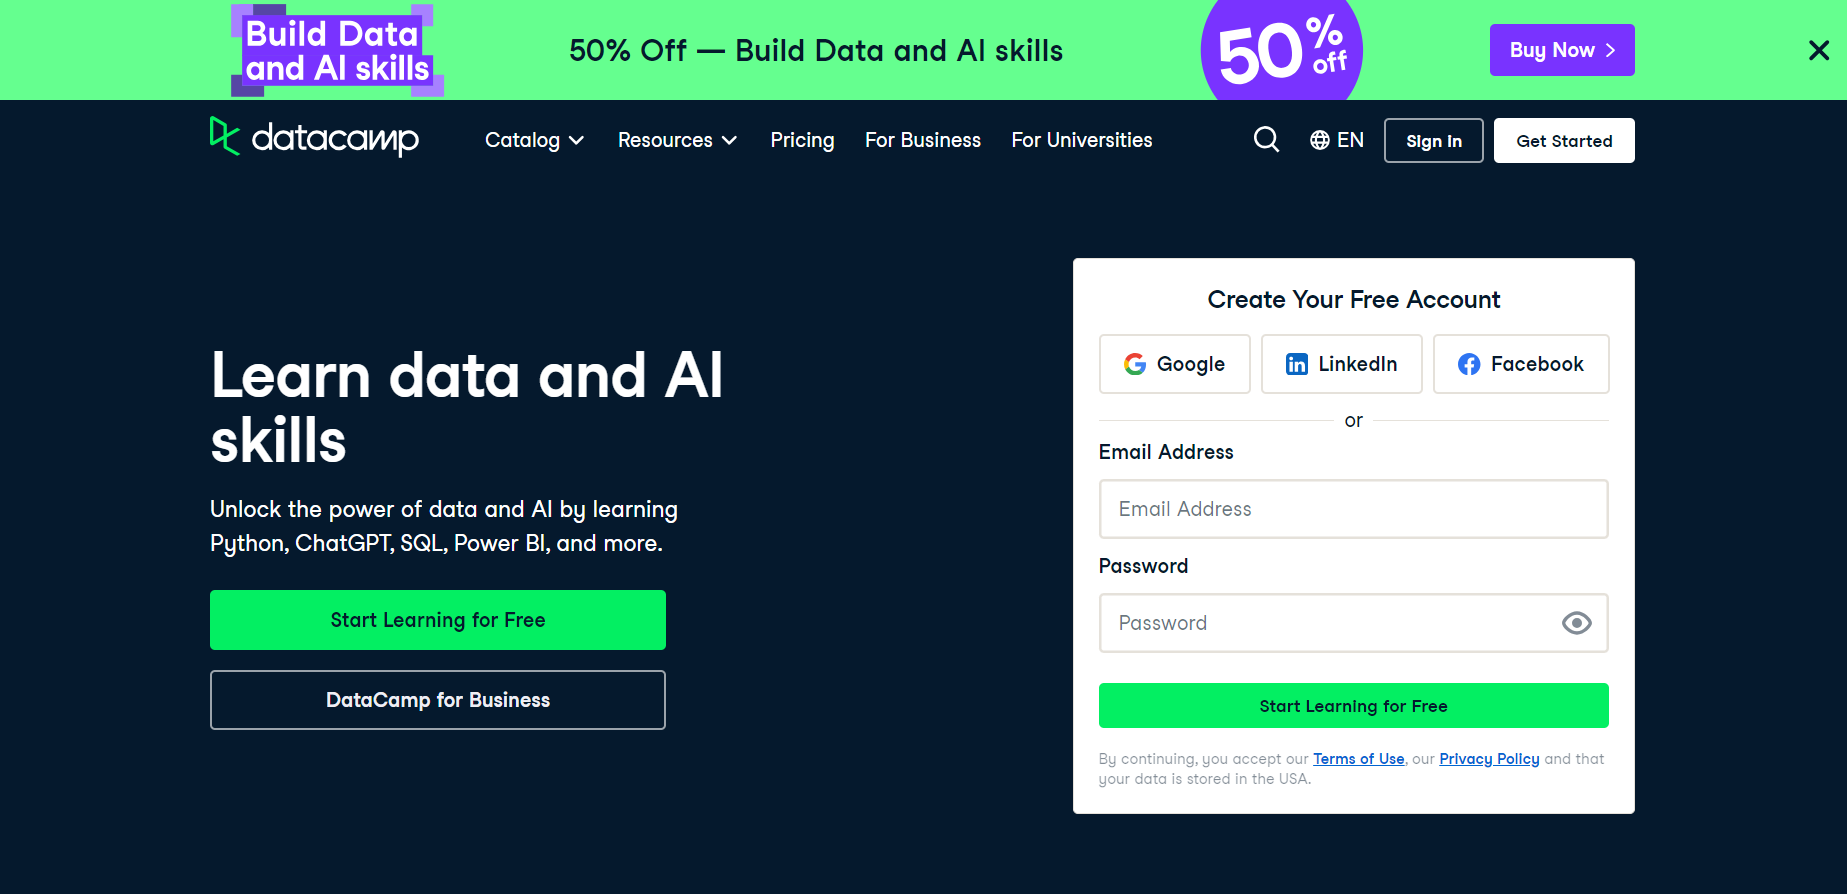 Build Data
and AI skills
50% Off — Build Data and AI skills
50% off
Buy Now
datacamp
Catalog
Resources
Pricing
For Business
For Universities
EN
Sign In
Get Started
Learn data and AI
skills
Unlock the power of data and AI by learning
Python, ChatGPT, SQL, Power BI, and more.
Start Learning for Free
DataCamp for Business
Create Your Free Account
Google
LinkedIn
Facebook
or
Email Address
Email Address
Password
Password
Start Learning for Free
By continuing, you accept our Terms of Use, our Privacy Policy and that
your data is stored in the USA.